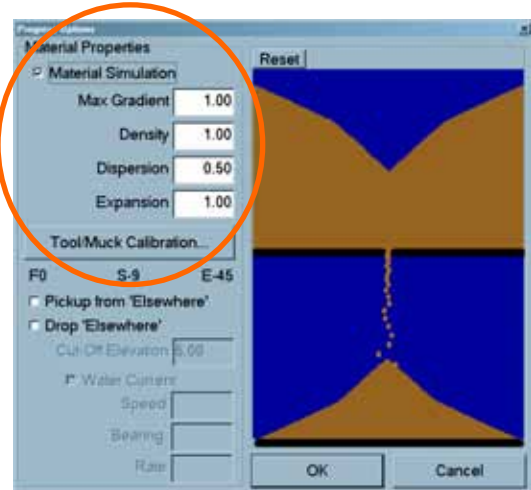 Material Properties
Reset
Material Simulation
Max Gradient 1.00
Density 1.00
Dispersion 0.50
Expansion 1.00
Tool/Muck Calibration...
F0 S-9 E-45
Pickup from 'Elsewhere'
Drop 'Elsewhere'
Cut-Off Elevation 6.00
Water Current
Speed
Bearing
Rate
OK Cancel